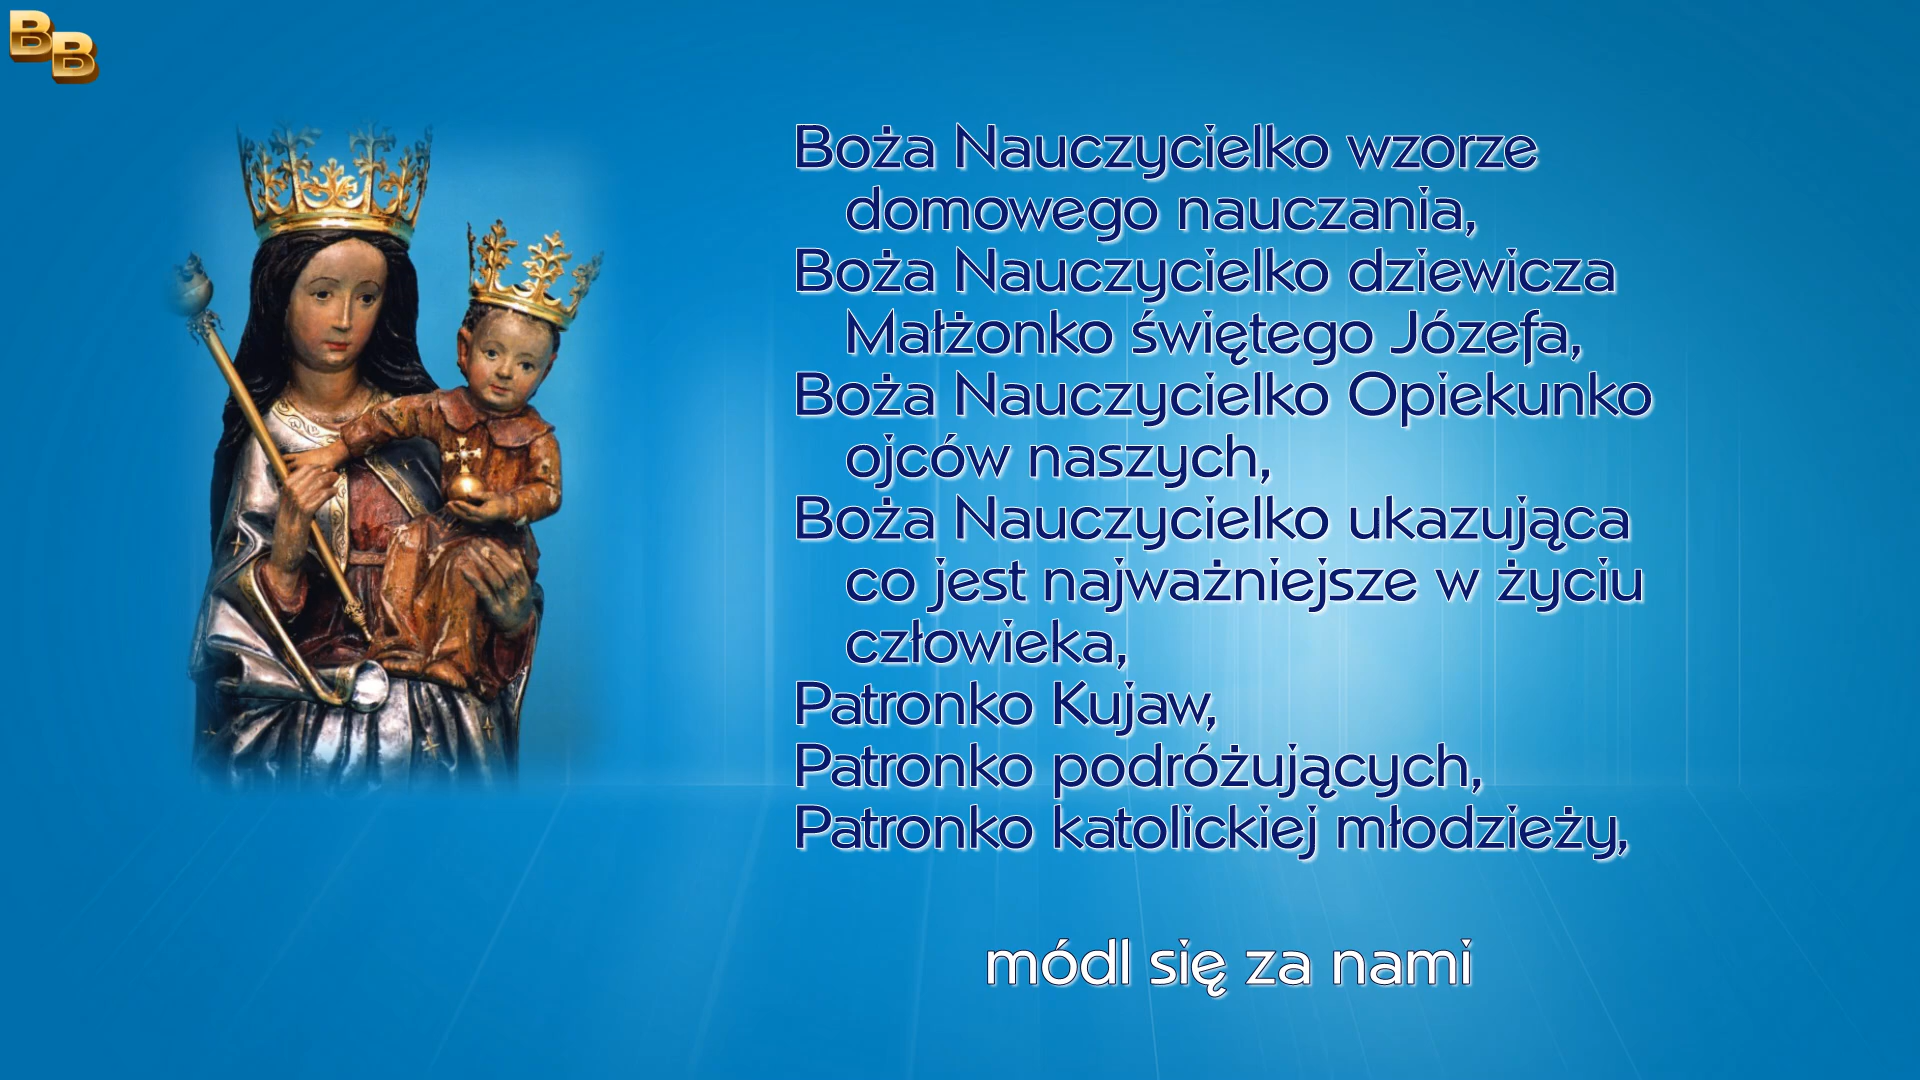 BB
Boża Nauczycielko wzorze
domowego nauczania,
Boża Nauczycielko dziewicza
Małżonko świętego Józefa,
Boża Nauczycielko Opiekunko
ojców naszych,
Boża Nauczycielko ukazująca
co jest najważniejsze w życiu
człowieka,
Patronko Kujaw,
Patronko podróżujących,
Patronko katolickiej młodzieży,
módl się za nami